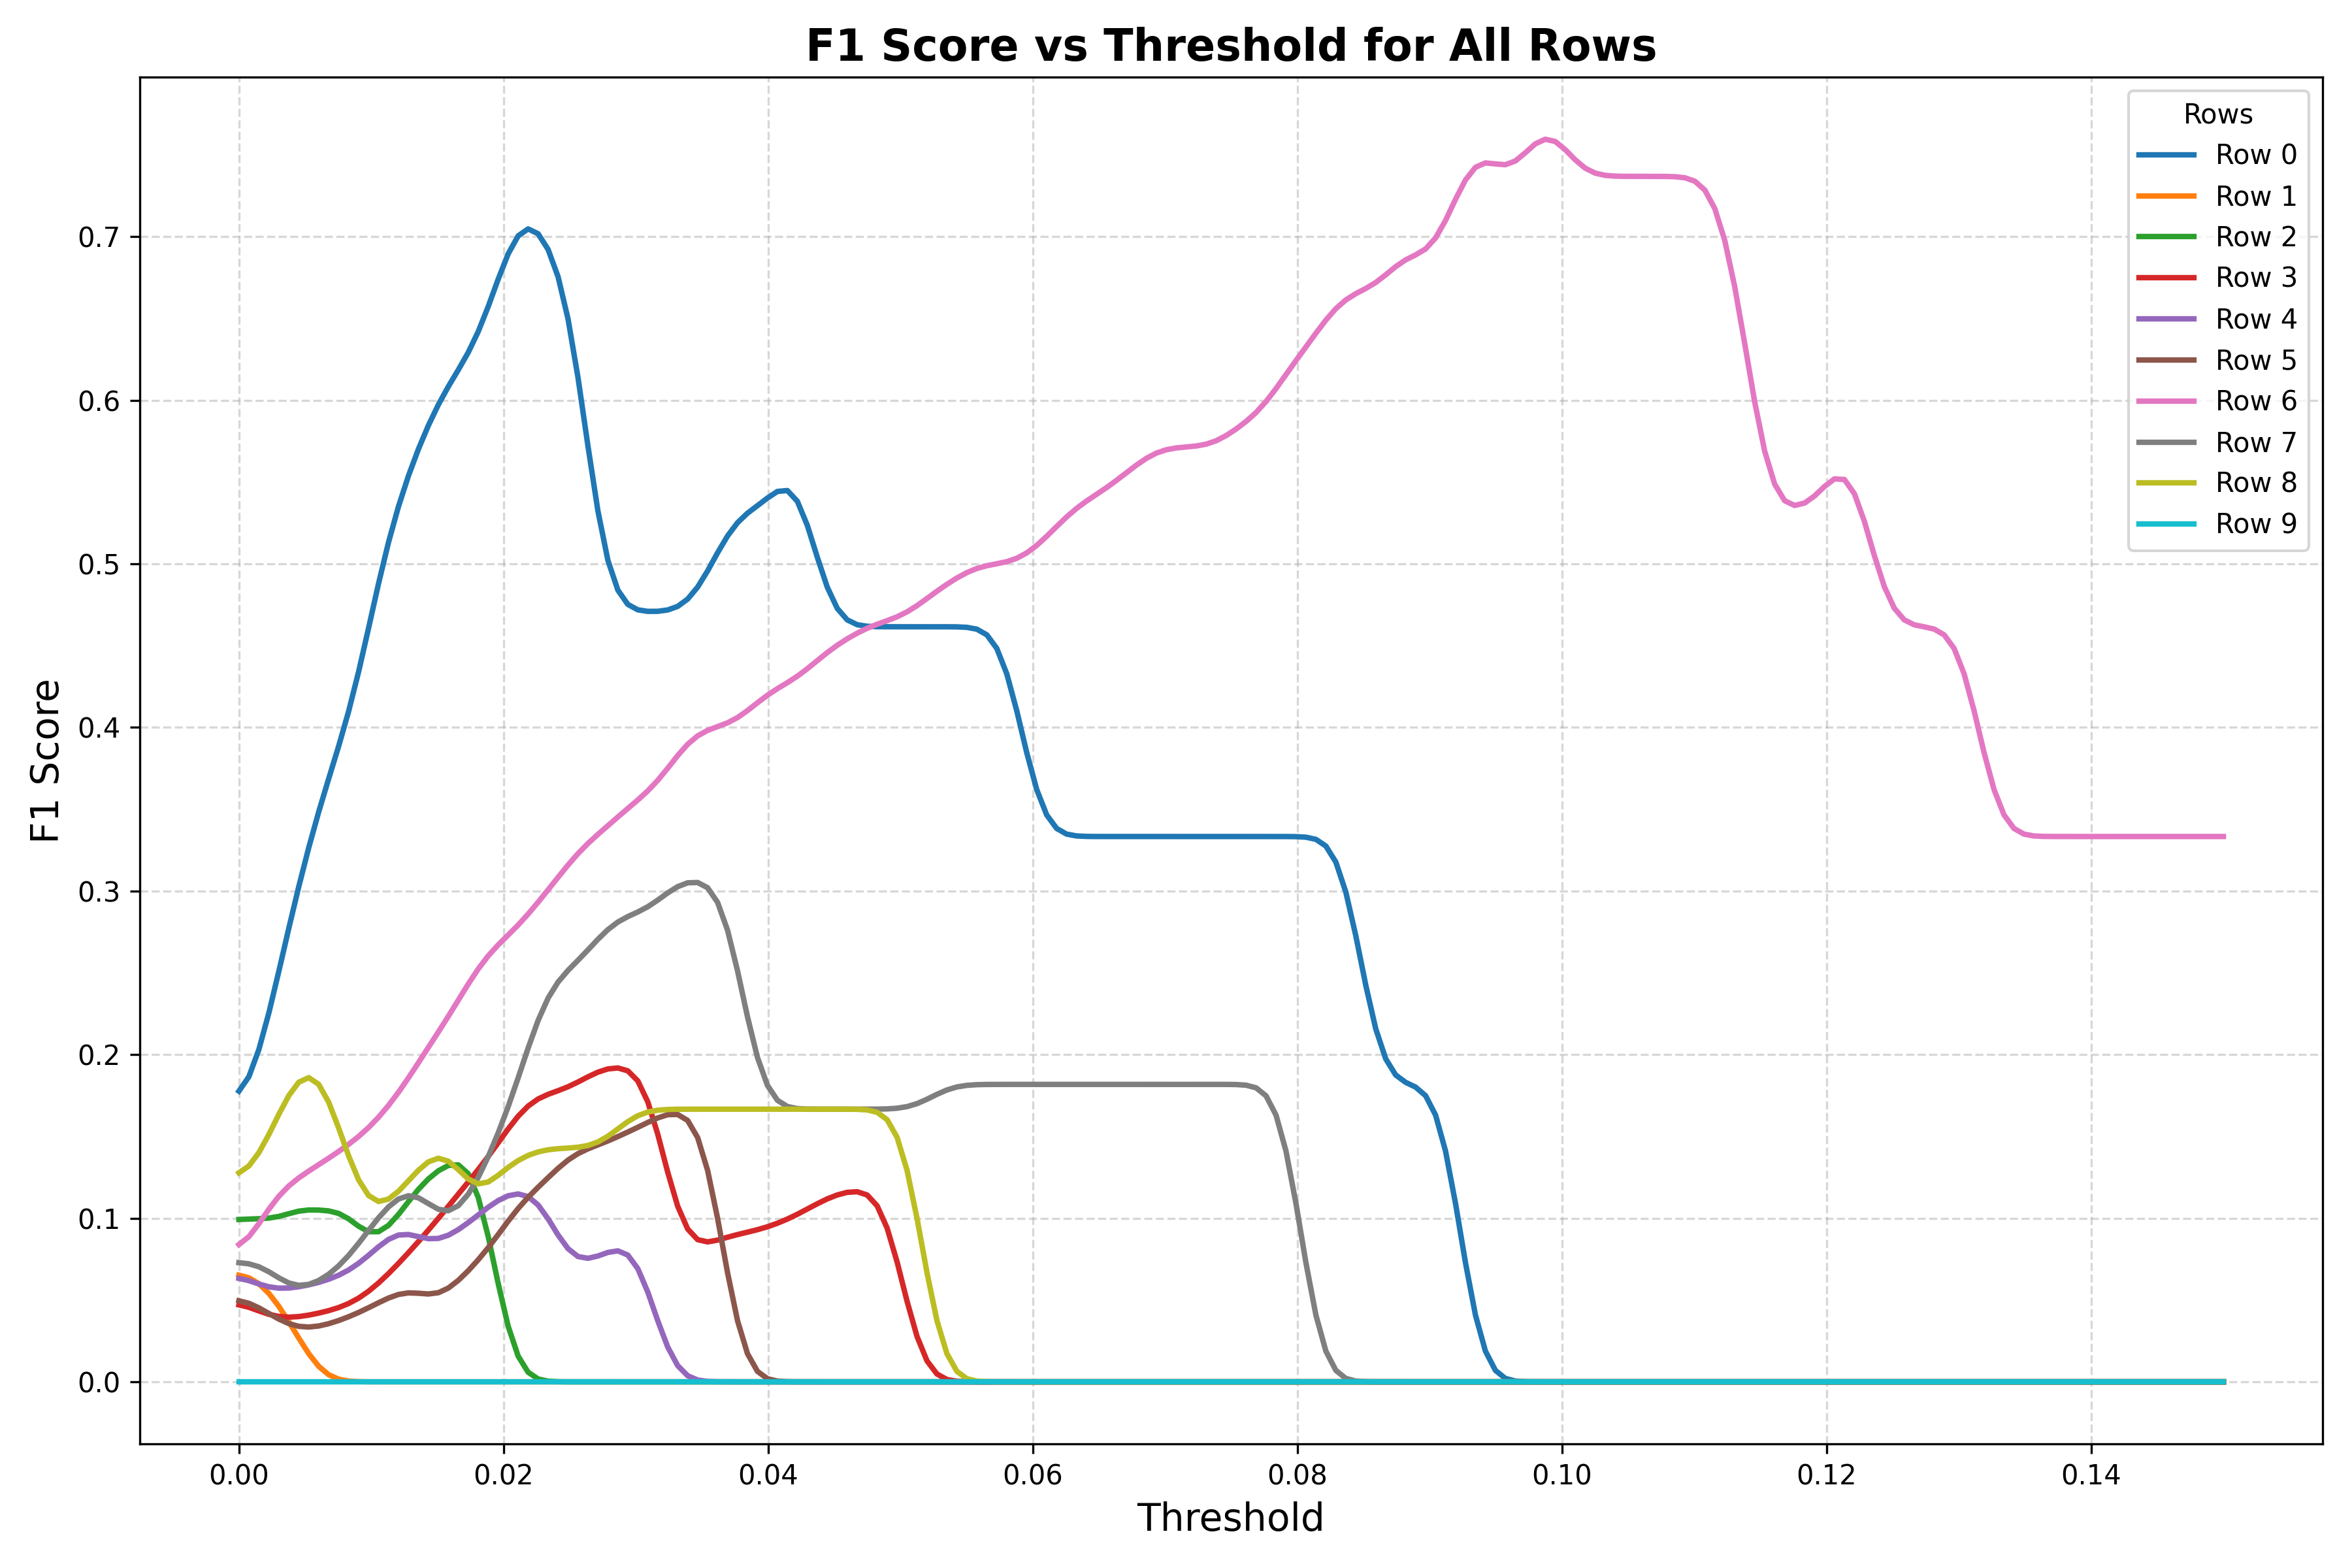 F1 Score vs Threshold for All Rows
Rows
Row 0
Row 1
Row 2
Row 3
Row 4
Row 5
Row 6
Row 7
Row 8
Row 9
F1 Score
0.7
0.6
0.5
0.4
0.3
0.2
0.1
0.0
0.00 0.02 0.04 0.06 0.08 0.10 0.12 0.14
Threshold